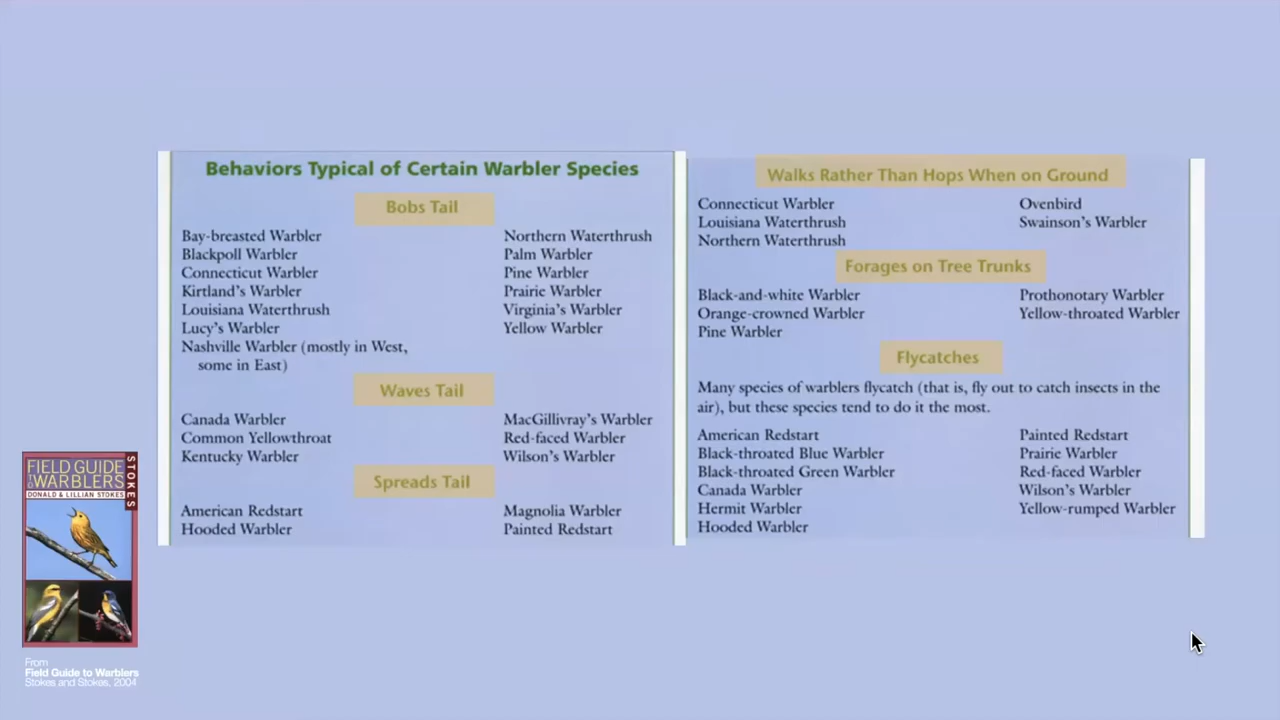 Behaviors Typical of Certain Warbler Species
Bobs Tail
Bay-breasted Warbler
Blackpoll Warbler
Connecticut Warbler
Kirtland's Warbler
Louisiana Waterthrush
Lucy's Warbler
Nashville Warbler (mostly in West,
some in East)
Northern Waterthrush
Palm Warbler
Pine Warbler
Prairie Warbler
Virginia's Warbler
Yellow Warbler
Waves Tail
Canada Warbler
Common Yellowthroat
Kentucky Warbler
MacGillivray's Warbler
Red-faced Warbler
Wilson's Warbler
Spreads Tail
American Redstart
Hooded Warbler
Magnolia Warbler
Painted Redstart
Walks Rather Than Hops When on Ground
Connecticut Warbler
Louisiana Waterthrush
Northern Waterthrush
Ovenbird
Swainson's Warbler
Forages on Tree Trunks
Black-and-white Warbler
Orange-crowned Warbler
Pine Warbler
Prothonotary Warbler
Yellow-throated Warbler
Flycatches
Many species of warblers flycatch (that is, fly out to catch insects in the
air), but these species tend to do it the most.
American Redstart
Black-throated Blue Warbler
Black-throated Green Warbler
Canada Warbler
Hermit Warbler
Hooded Warbler
Painted Redstart
Prairie Warbler
Red-faced Warbler
Wilson's Warbler
Yellow-rumped Warbler
FIELD GUIDE
TO WARBLERS
DONALD & LILLIAN STOKES
STOKES
From
Field Guide to Warblers
Stokes and Stokes, 2004